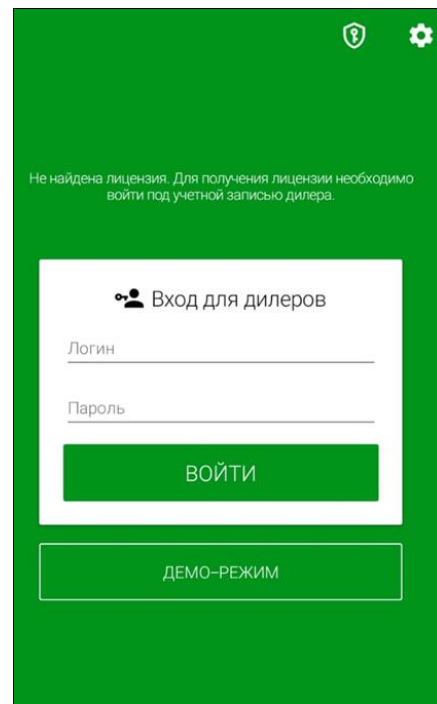 Не найдена лицензия. Для получения лицензии необходимо
войти под учетной записью дилера.
Вход для дилеров
Логин
Пароль
ВОЙТИ
ДЕМО-РЕЖИМ